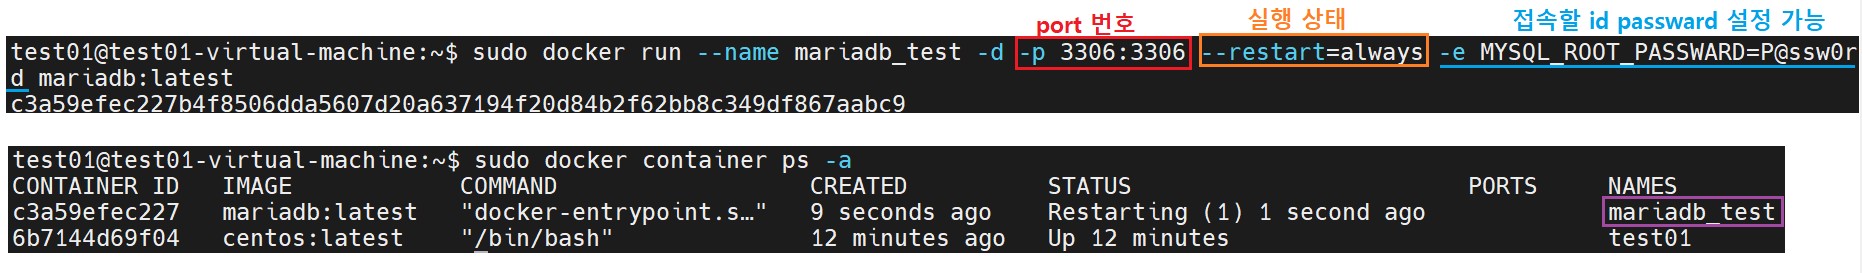 port 번호 실행 상태 접속할 id passward 설정 가능
test01@test01-virtual-machine:~$ sudo docker run --name mariadb_test -d -p 3306:3306 --restart=always -e MYSQL_ROOT_PASSWARD=P@ssw0r
d mariadb:latest
c3a59efec227b4f8506dda5607d20a637194f20d84b2f62bb8c349df867aabc9
test01@test01-virtual-machine:~$ sudo docker container ps -a
CONTAINER ID IMAGE COMMAND CREATED STATUS PORTS NAMES
c3a59efec227 mariadb:latest "docker-entrypoint.s…" 9 seconds ago Restarting (1) 1 second ago mariadb_test
6b7144d69f04 centos:latest "/bin/bash" 12 minutes ago Up 12 minutes test01